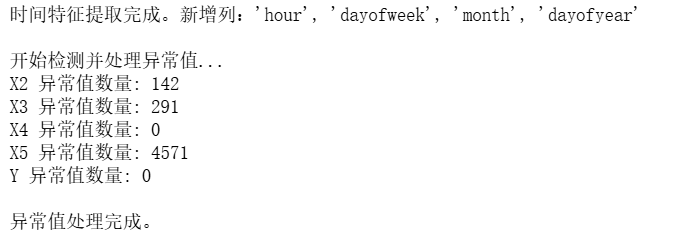 时间特征提取完成。新增列：'hour', 'dayofweek', 'month', 'dayofyear'
开始检测并处理异常值...
X2 异常值数量: 142
X3 异常值数量: 291
X4 异常值数量: 0
X5 异常值数量: 4571
Y 异常值数量: 0
异常值处理完成。